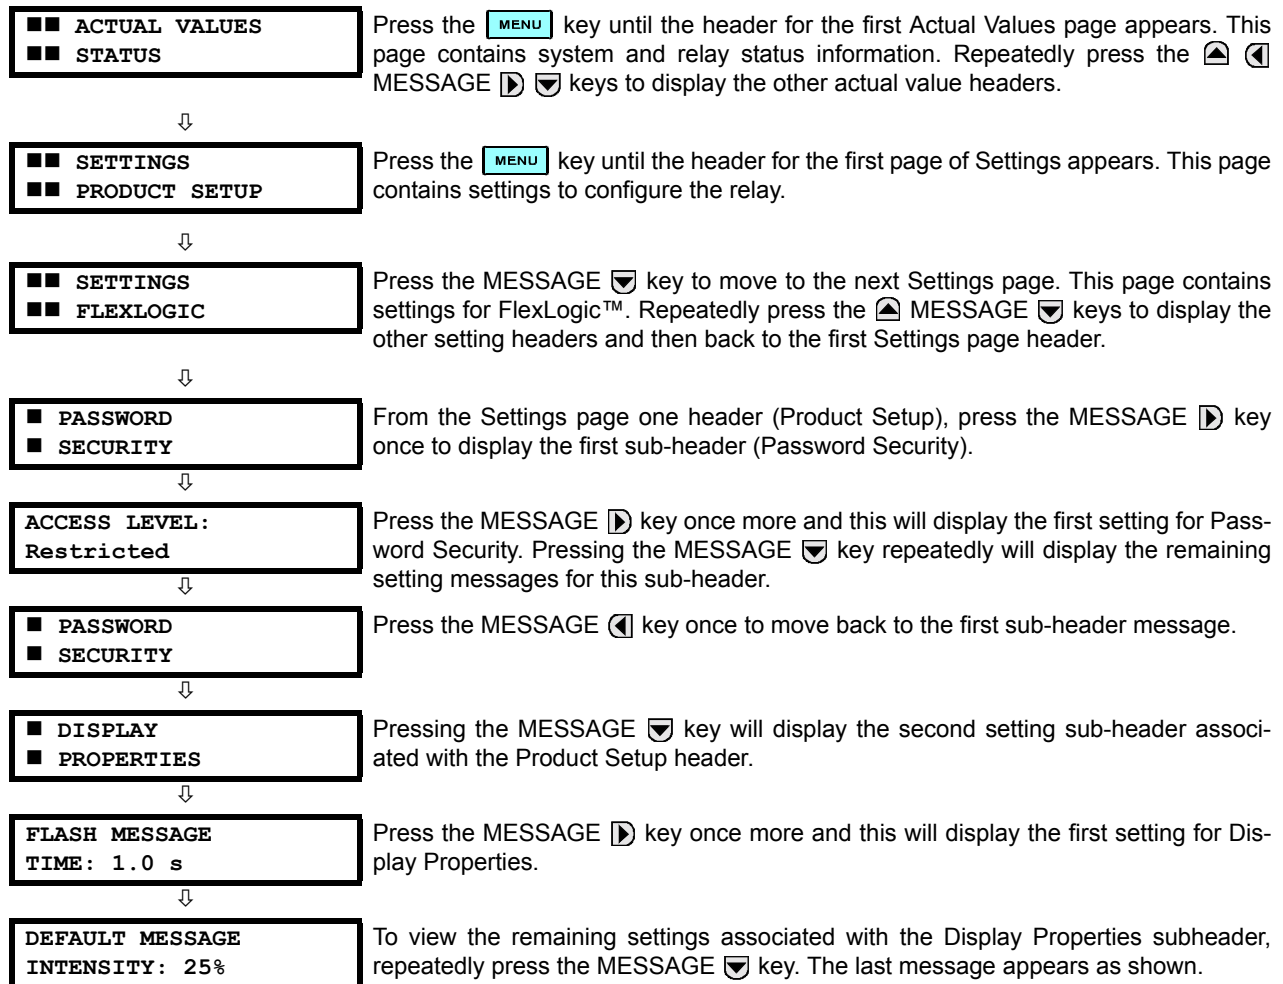 ■■ ACTUAL VALUES
■■ STATUS
Press the MENU key until the header for the first Actual Values page appears. This
page contains system and relay status information. Repeatedly press the
MESSAGE keys to display the other actual value headers.
■■ SETTINGS
■■ PRODUCT SETUP
Press the MENU key until the header for the first page of Settings appears. This page
contains settings to configure the relay.
■■ SETTINGS
■■ FLEXLOGIC
Press the MESSAGE key to move to the next Settings page. This page contains
settings for FlexLogic™. Repeatedly press the MESSAGE keys to display the
other setting headers and then back to the first Settings page header.
■ PASSWORD
■ SECURITY
From the Settings page one header (Product Setup), press the MESSAGE key
once to display the first sub-header (Password Security).
ACCESS LEVEL:
Restricted
Press the MESSAGE key once more and this will display the first setting for Pass-
word Security. Pressing the MESSAGE key repeatedly will display the remaining
setting messages for this sub-header.
■ PASSWORD
■ SECURITY
Press the MESSAGE key once to move back to the first sub-header message.
■ DISPLAY
■ PROPERTIES
Pressing the MESSAGE key will display the second setting sub-header associ-
ated with the Product Setup header.
FLASH MESSAGE
TIME: 1.0 s
Press the MESSAGE key once more and this will display the first setting for Dis-
play Properties.
DEFAULT MESSAGE
INTENSITY: 25%
To view the remaining settings associated with the Display Properties subheader,
repeatedly press the MESSAGE key. The last message appears as shown.